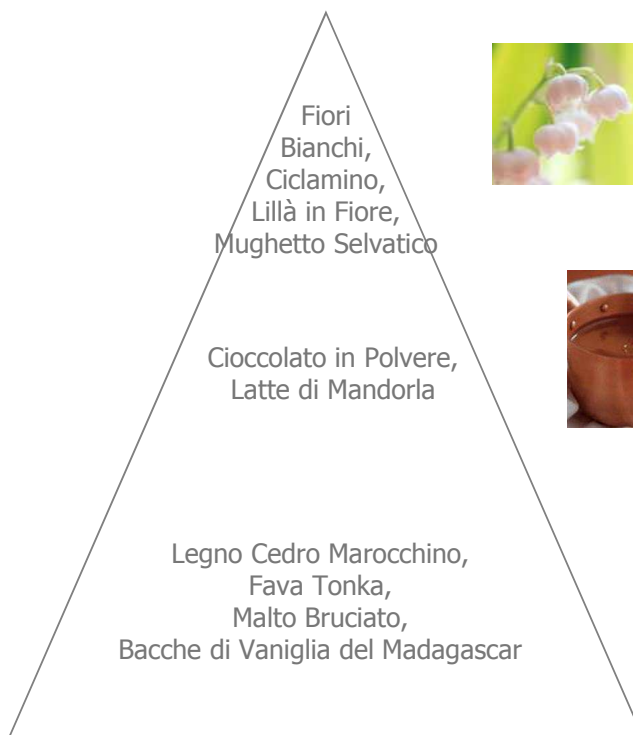 Fiori
Bianchi,
Ciclamino,
Lillà in Fiore,
Mughetto Selvatico
Cioccolato in Polvere,
Latte di Mandorla
Legno Cedro Marocchino,
Fava Tonka,
Malto Bruciato,
Bacche di Vaniglia del Madagascar